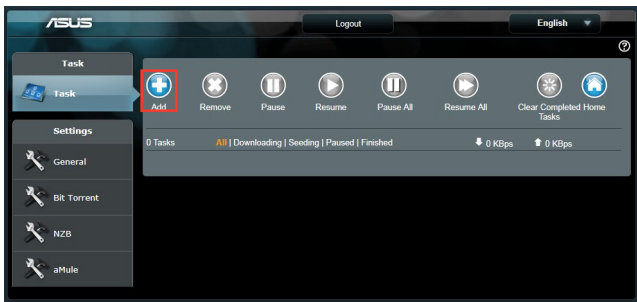 ASUS
Logout
English
?
Task
Task
Settings
General
Bit Torrent
NZB
aMule
Add
Remove
Pause
Resume
Pause All
Resume All
Clear Completed Tasks
Home
0 Tasks
All | Downloading | Seeding | Paused | Finished
0 KBps
0 KBps